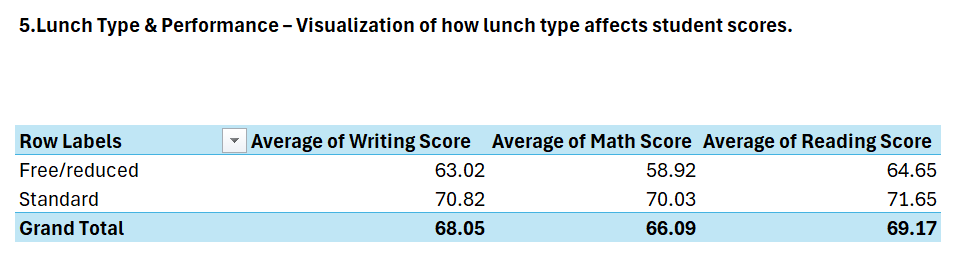 5.Lunch Type & Performance – Visualization of how lunch type affects student scores.
Row Labels Average of Writing Score Average of Math Score Average of Reading Score
Free/reduced 63.02 58.92 64.65
Standard 70.82 70.03 71.65
Grand Total 68.05 66.09 69.17